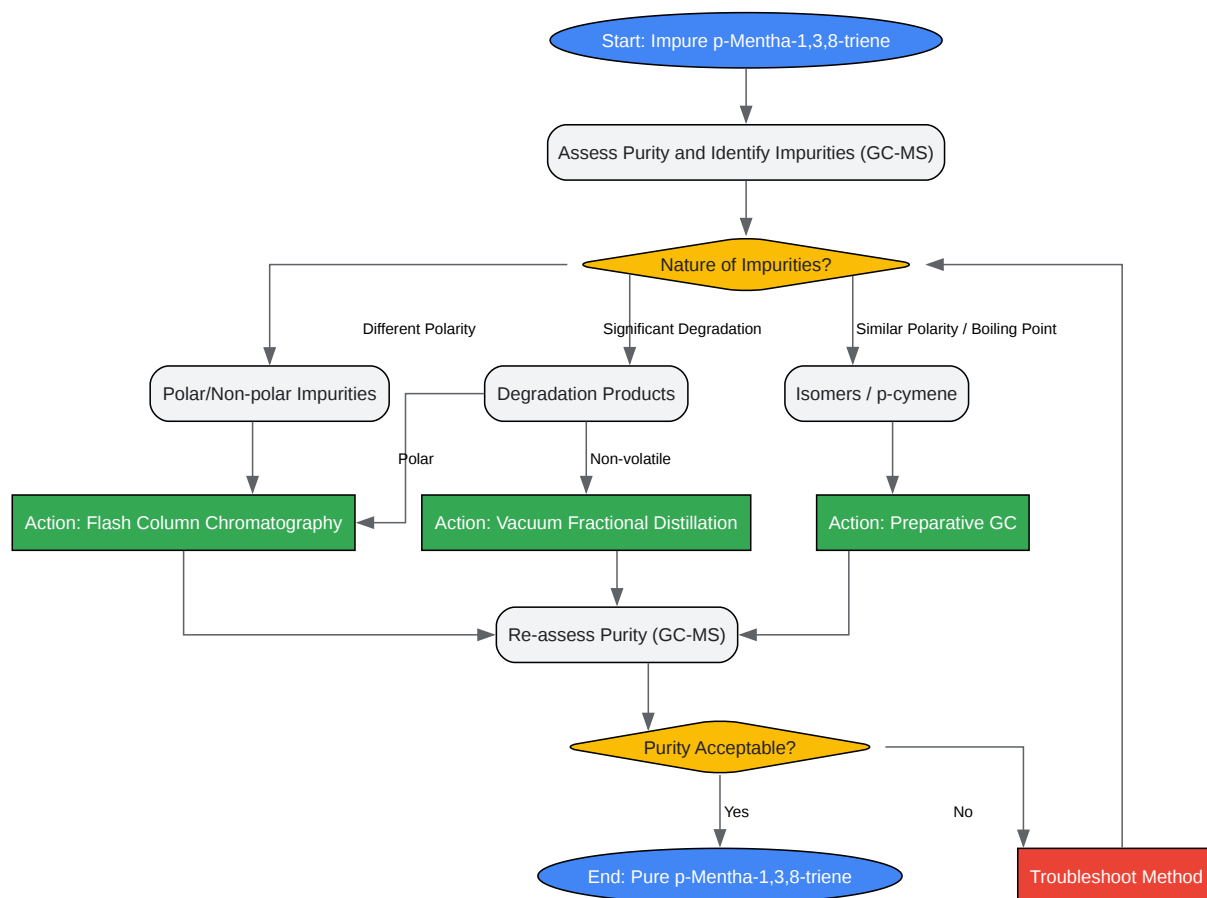 Start: Impure p-Mentha-1,3,8-triene
Assess Purity and Identify Impurities (GC-MS)
Nature of Impurities?
Different Polarity
Significant Degradation
Similar Polarity / Boiling Point
Polar/Non-polar Impurities
Degradation Products
Isomers / p-cymene
Polar
Non-volatile
Action: Flash Column Chromatography
Action: Vacuum Fractional Distillation
Action: Preparative GC
Re-assess Purity (GC-MS)
Purity Acceptable?
Yes
No
End: Pure p-Mentha-1,3,8-triene
Troubleshoot Method